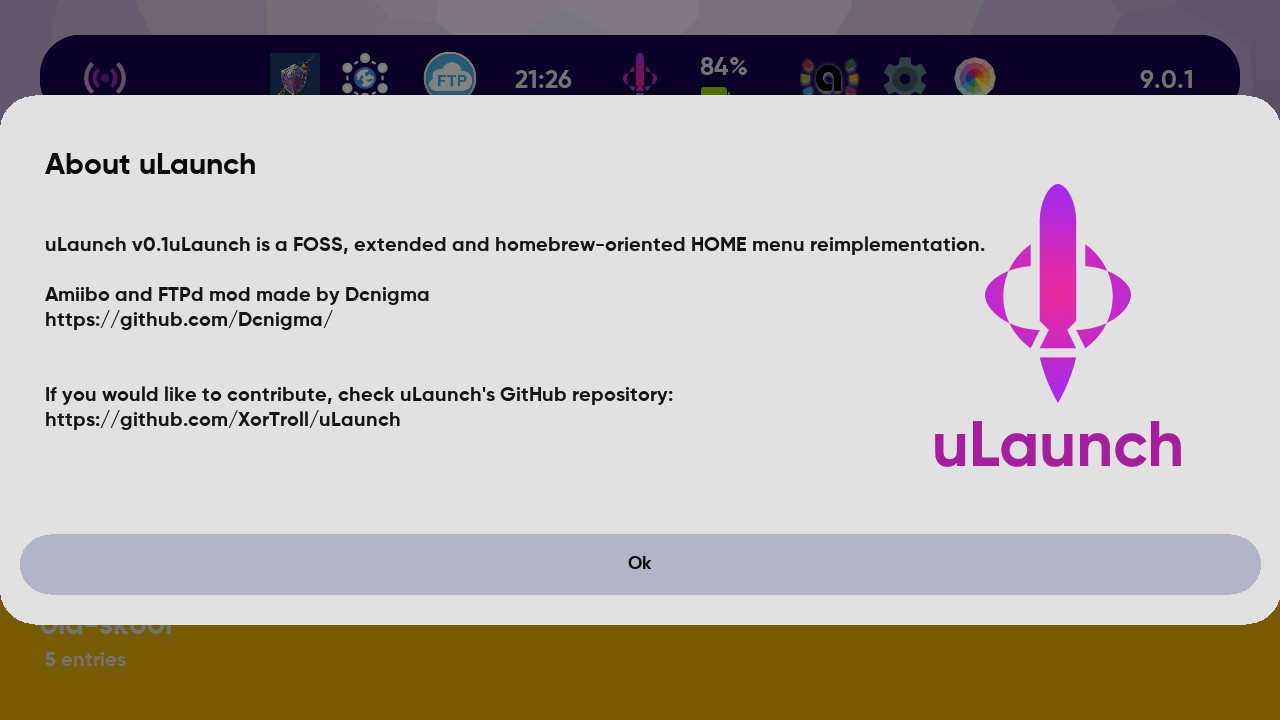 FTP
21:26
84%
a
9.0.1
About uLaunch
uLaunch v0.1uLaunch is a FOSS, extended and homebrew-oriented HOME menu reimplementation.
Amiibo and FTPd mod made by Dcnigma
https://github.com/Dcnigma/
If you would like to contribute, check uLaunch's GitHub repository:
https://github.com/XorTroll/uLaunch
uLaunch
Ok
old-skool
5 entries